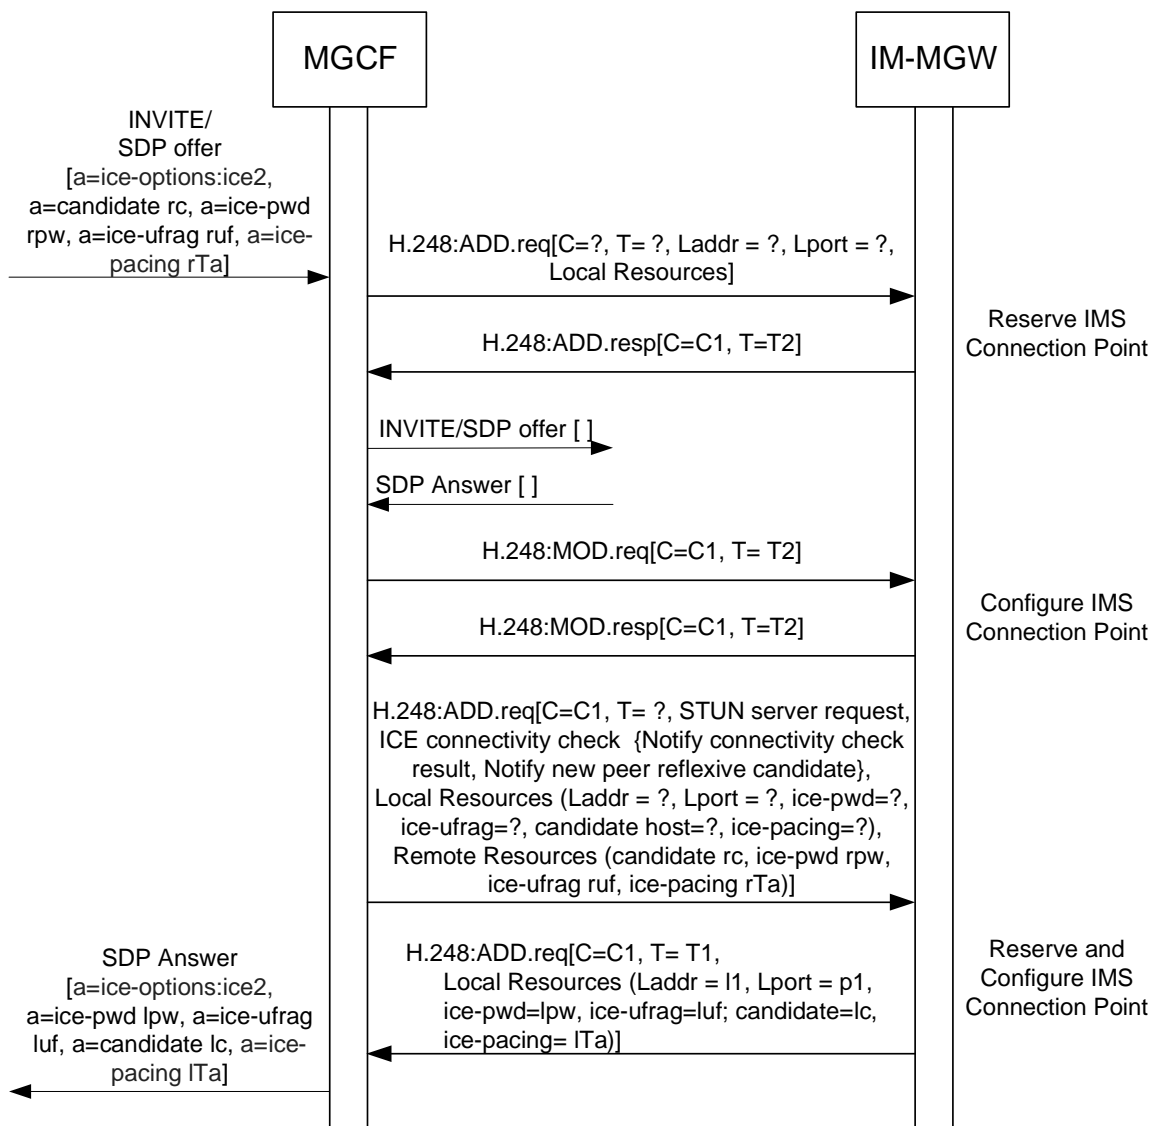 MGCF
IM-MGW
INVITE/
SDP offer
[a=ice-options:ice2,
a=candidate rc, a=ice-pwd
rpw, a=ice-ufrag ruf, a=ice-
pacing rTa]
H.248:ADD.req[C=?, T= ?, Laddr = ?, Lport = ?,
Local Resources]
Reserve IMS
Connection Point
H.248:ADD.resp[C=C1, T=T2]
INVITE/SDP offer [ ]
SDP Answer [ ]
H.248:MOD.req[C=C1, T= T2]
Configure IMS
Connection Point
H.248:MOD.resp[C=C1, T=T2]
H.248:ADD.req[C=C1, T= ?, STUN server request,
ICE connectivity check {Notify connectivity check
result, Notify new peer reflexive candidate},
Local Resources (Laddr = ?, Lport = ?, ice-pwd=?,
ice-ufrag=?, candidate host=?, ice-pacing=?),
Remote Resources (candidate rc, ice-pwd rpw,
ice-ufrag ruf, ice-pacing rTa)]
H.248:ADD.req[C=C1, T= T1,
Local Resources (Laddr = l1, Lport = p1,
ice-pwd=lpw, ice-ufrag=luf; candidate=lc,
ice-pacing= lTa)]
Reserve and
Configure IMS
Connection Point
SDP Answer
[a=ice-options:ice2,
a=ice-pwd lpw, a=ice-ufrag
luf, a=candidate lc, a=ice-
pacing lTa]